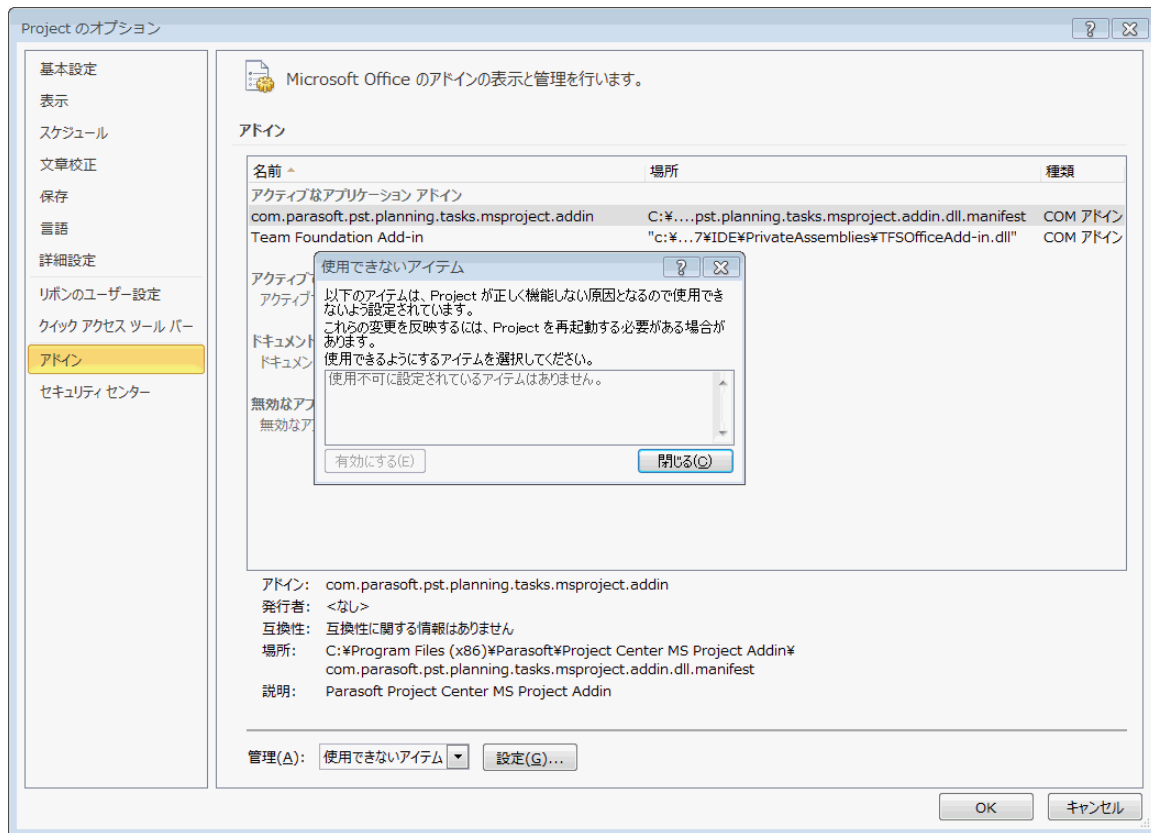 Project のオプション
基本設定
表示
スケジュール
文章校正
保存
言語
詳細設定
リボンのユーザー設定
クイック アクセス ツール バー
アドイン
セキュリティ センター
Microsoft Office のアドインの表示と管理を行います。
アドイン
名前 場所 種類
アクティブなアプリケーション アドイン
com.parasoft.pst.planning.tasks.msproject.addin C:¥....pst.planning.tasks.msproject.addin.dll.manifest COM アドイン
Team Foundation Add-in "c:¥...7¥IDE¥PrivateAssemblies¥TFSOfficeAdd-in.dll" COM アドイン
アクティブ
アクティブ
ドキュメント
ドキュメン
無効なアプ
無効なア
使用できないアイテム
以下のアイテムは、Project が正しく機能しない原因となるので使用でき
ないよう設定されています。
これらの変更を反映するには、Project を再起動する必要がある場合が
あります。
使用できるようにするアイテムを選択してください。
使用不可に設定されているアイテムはありません。
有効にする(E)
閉じる(C)
アドイン: com.parasoft.pst.planning.tasks.msproject.addin
発行者: <なし>
互換性: 互換性に関する情報はありません
場所: C:¥Program Files (x86)¥Parasoft¥Project Center MS Project Addin¥
com.parasoft.pst.planning.tasks.msproject.addin.dll.manifest
説明: Parasoft Project Center MS Project Addin
管理(A): 使用できないアイテム 設定(G)...
OK キャンセル